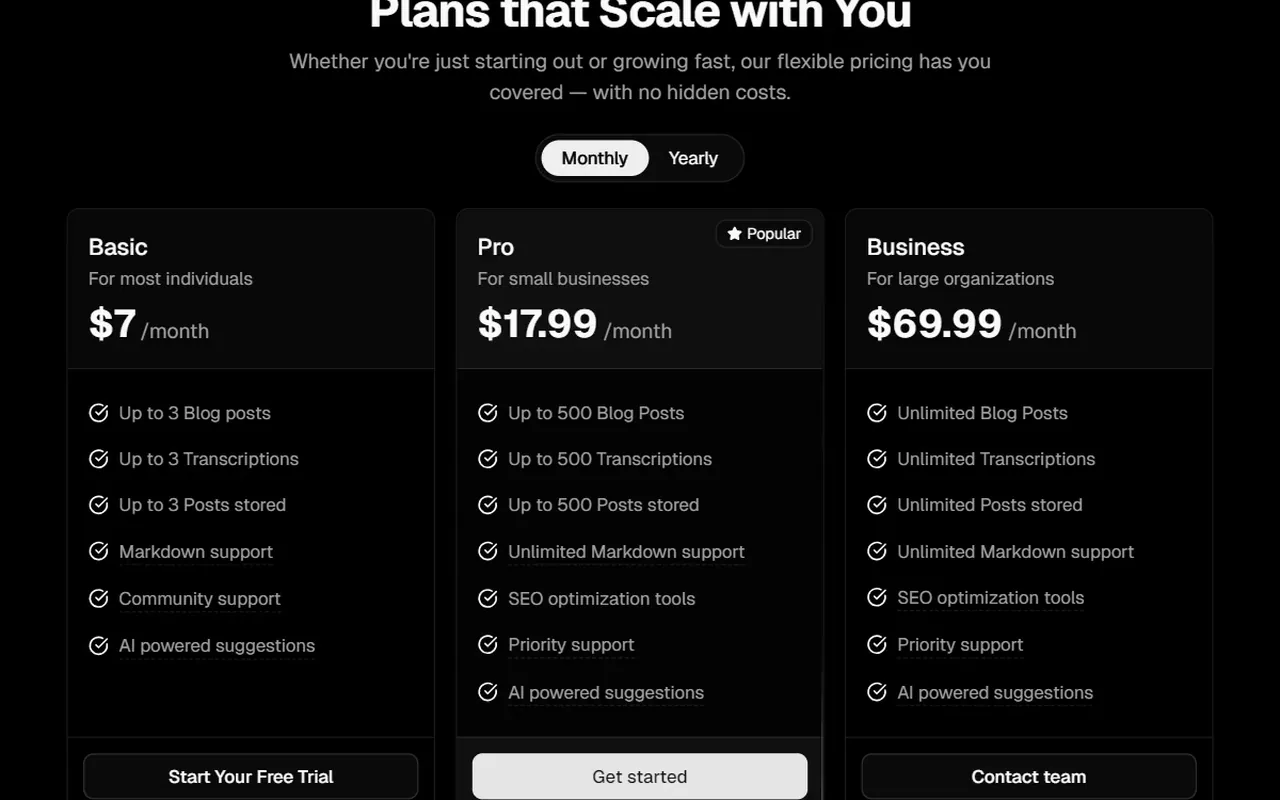 Plans that Scale with You
Whether you're just starting out or growing fast, our flexible pricing has you
covered — with no hidden costs.
Monthly
Yearly
Basic
For most individuals
$7 /month
Up to 3 Blog posts
Up to 3 Transcriptions
Up to 3 Posts stored
Markdown support
Community support
AI powered suggestions
Start Your Free Trial
Pro
Popular
For small businesses
$17.99 /month
Up to 500 Blog Posts
Up to 500 Transcriptions
Up to 500 Posts stored
Unlimited Markdown support
SEO optimization tools
Priority support
AI powered suggestions
Get started
Business
For large organizations
$69.99 /month
Unlimited Blog Posts
Unlimited Transcriptions
Unlimited Posts stored
Unlimited Markdown support
SEO optimization tools
Priority support
AI powered suggestions
Contact team